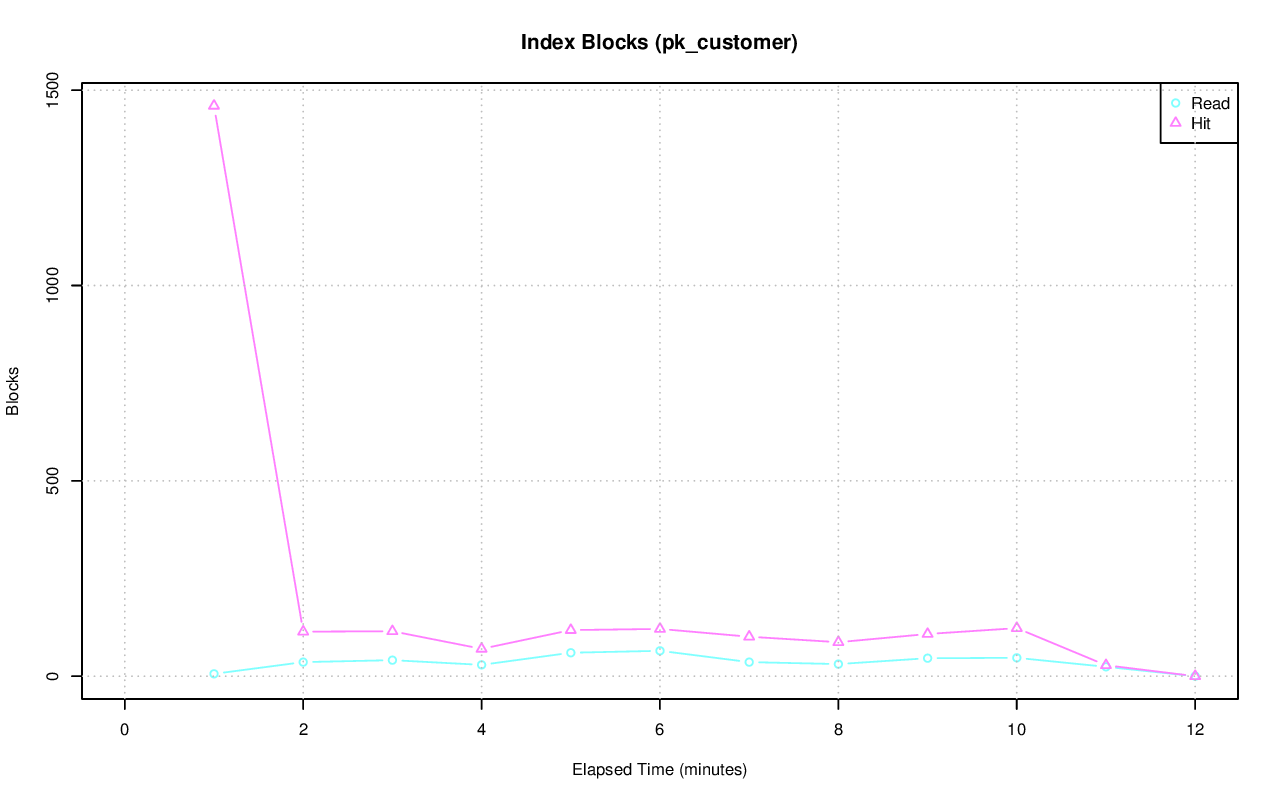 Index Blocks (pk_customer)
Read
Hit
1500
1000
500
0
Blocks
0 2 4 6 8 10 12
Elapsed Time (minutes)